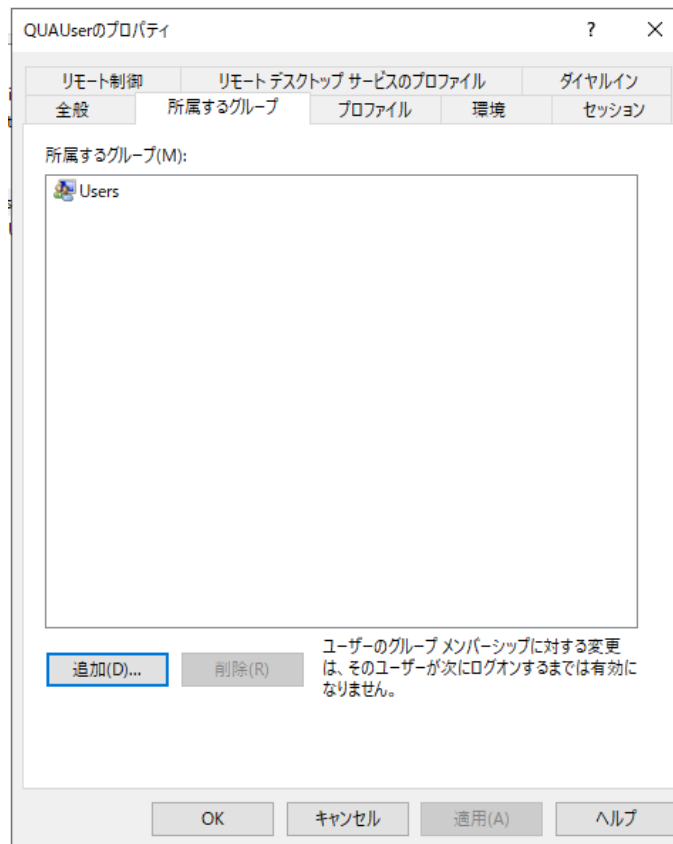 QUAUserのプロパティ
? ×
リモート制御 リモート デスクトップ サービスのプロファイル ダイヤルイン
全般 所属するグループ プロファイル 環境 セッション
所属するグループ(M):
Users
追加(D)... 削除(R)
ユーザーのグループ メンバーシップに対する変更
は、そのユーザーが次にログオンするまでは有効に
なりません。
OK キャンセル 適用(A) ヘルプ